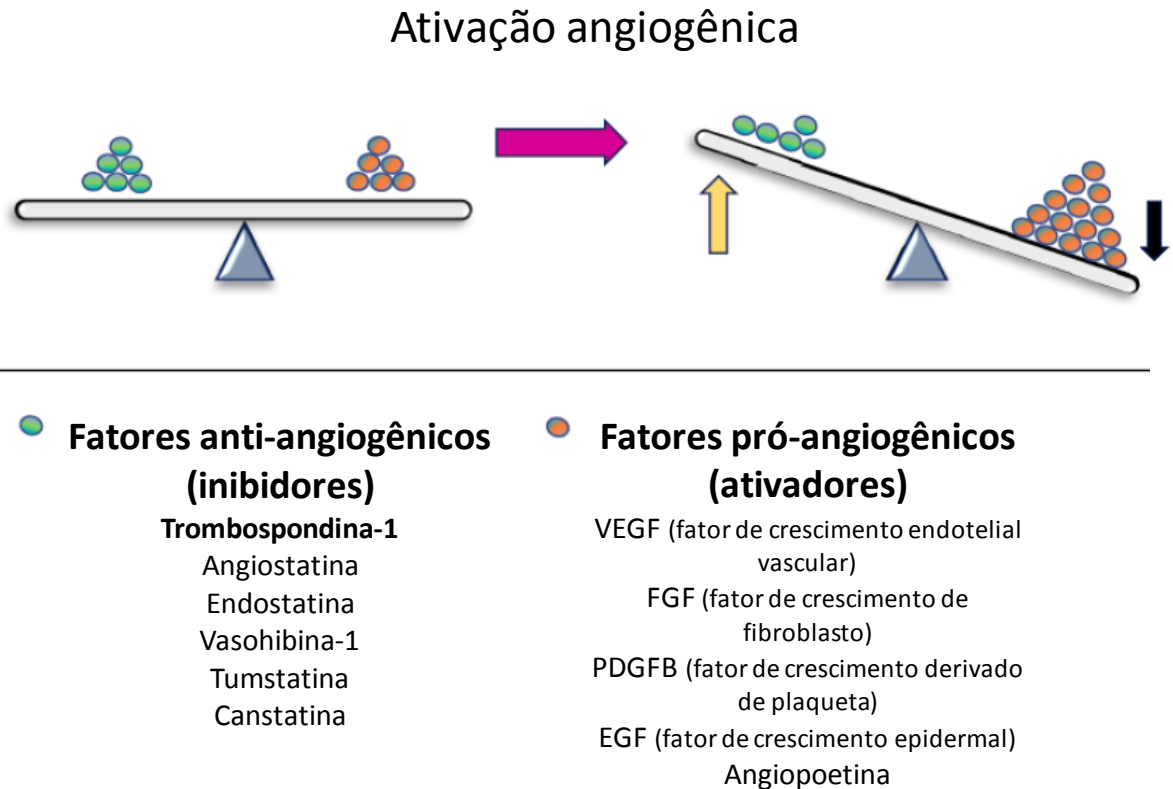 Ativação angiogênica
Fatores anti-angiogênicos
(inibidores)
Trombospondina-1
Angiostatina
Endostatina
Vasohibina-1
Tumstatina
Canstatina
Fatores pró-angiogênicos
(ativadores)
VEGF (fator de crescimento endotelial
vascular)
FGF (fator de crescimento de
fibroblasto)
PDGFB (fator de crescimento derivado
de plaqueta)
EGF (fator de crescimento epidermal)
Angiopoetina